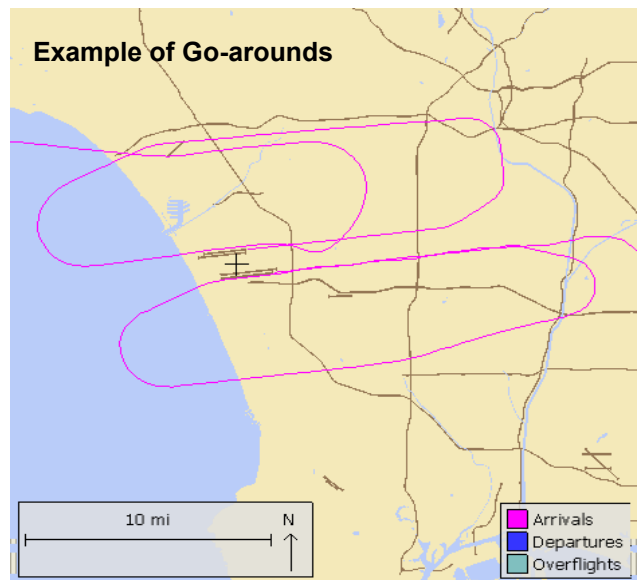 Example of Go-arounds
10 mi
N
Arrivals
Departures
Overflights